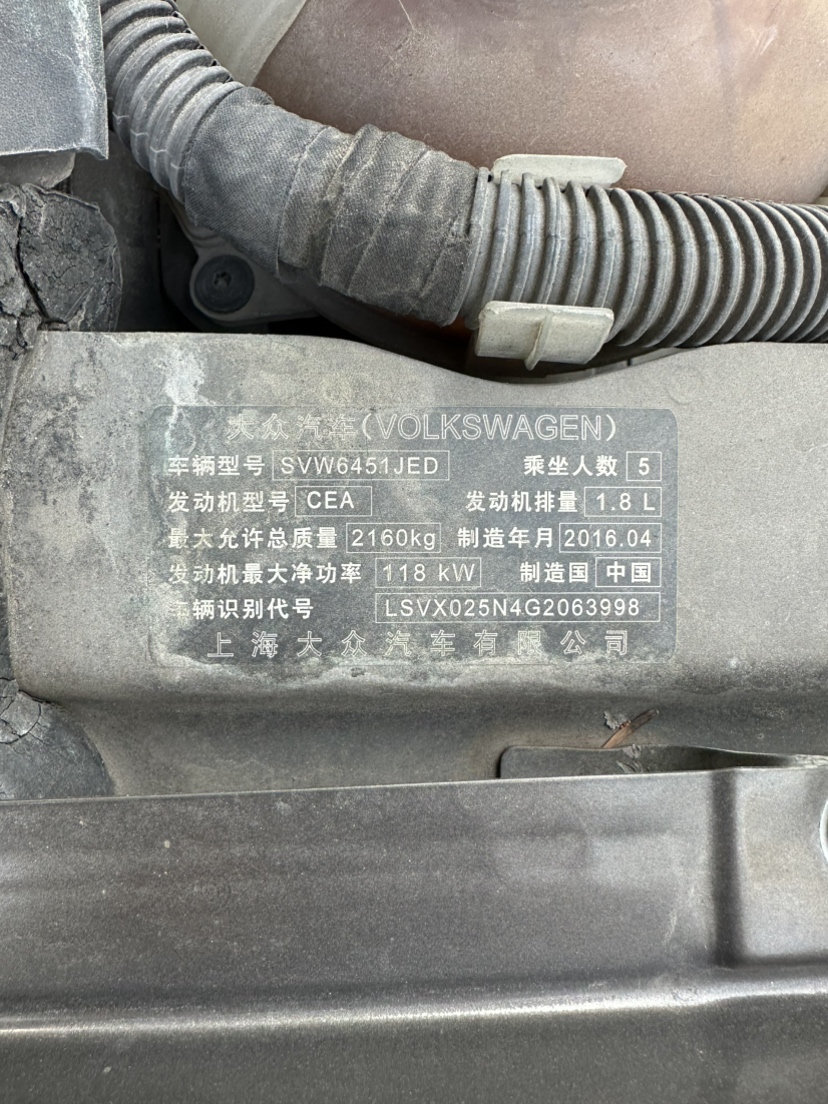 大众汽车(VOLKSWAGEN)
车辆型号 SVW6451JED 乘坐人数 5
发动机型号 CEA 发动机排量 1.8 L
最大允许总质量 2160kg 制造年月 2016.04
发动机最大净功率 118 kW 制造国 中国
车辆识别代号 LSVX025N4G2063998
上海大众汽车有限公司